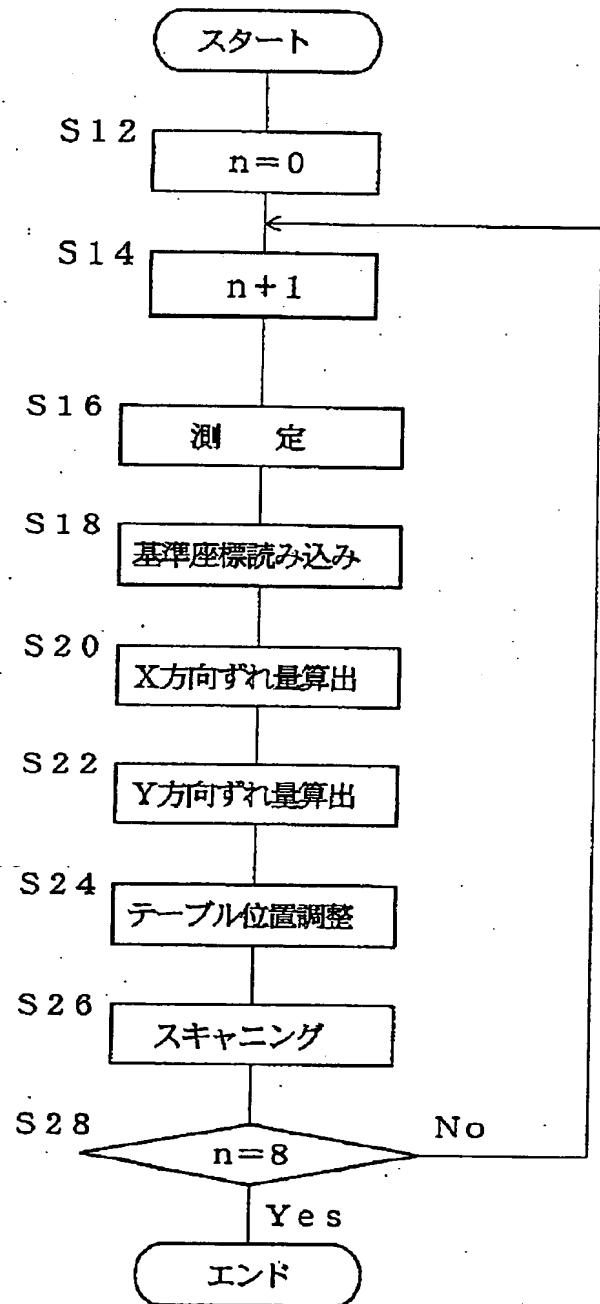 スタート
S12
n=0
S14
n+1
S16
測 定
S18
基準座標読み込み
S20
X方向ずれ量算出
S22
Y方向ずれ量算出
S24
テーブル位置調整
S26
スキャニング
S28
n=8
No
Yes
エンド